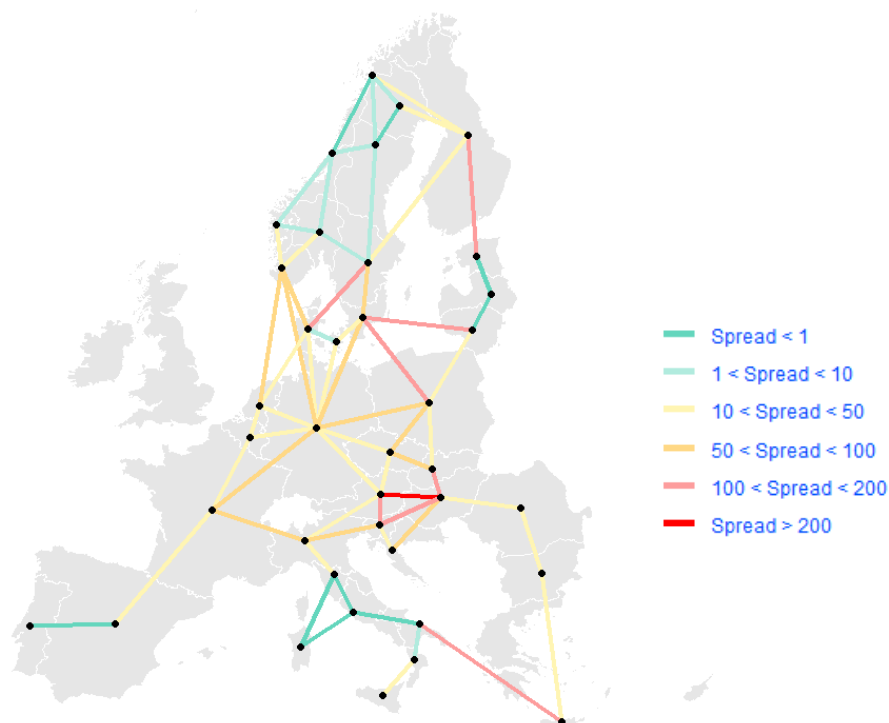 Spread < 1
1 < Spread < 10
10 < Spread < 50
50 < Spread < 100
100 < Spread < 200
Spread > 200